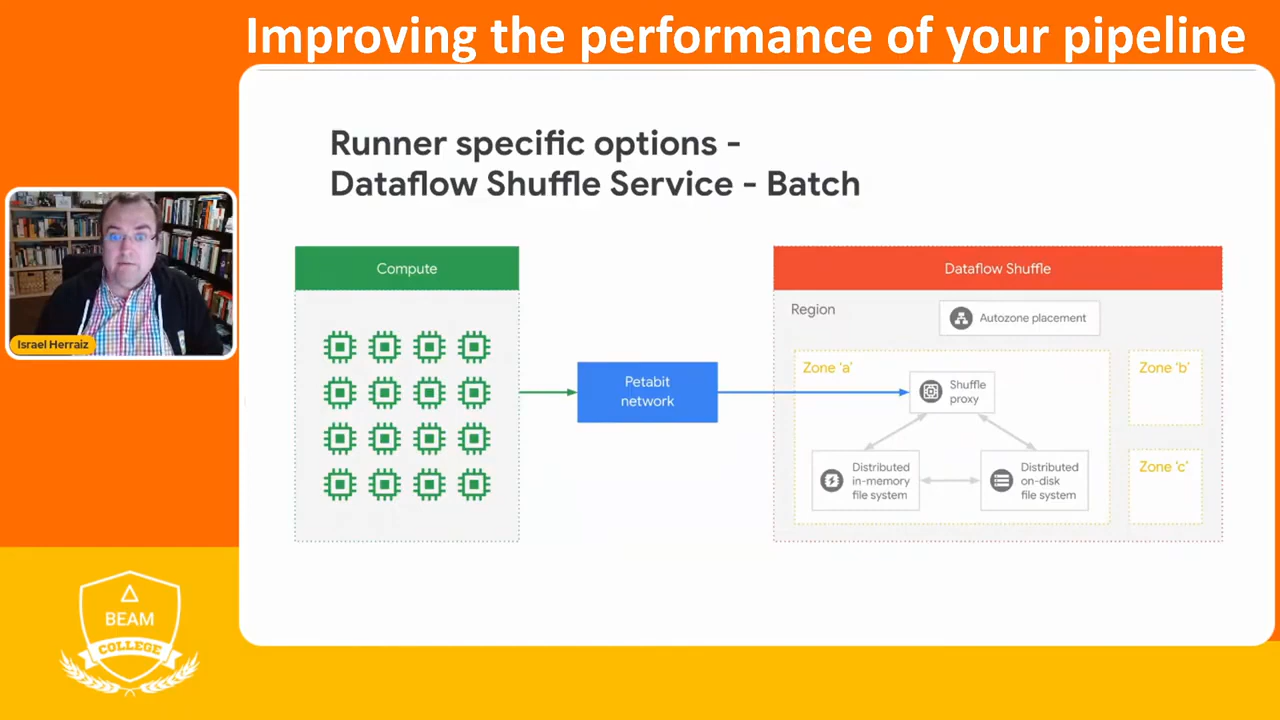 Improving the performance of your pipeline
Runner specific options -
Dataflow Shuffle Service - Batch
Compute
Petabit
network
Dataflow Shuffle
Region
Autozone placement
Zone 'a'
Shuffle
proxy
Distributed
in-memory
file system
Distributed
on-disk
file system
Zone 'b'
Zone 'c'
Israel Herraiz
BEAM
COLLEGE